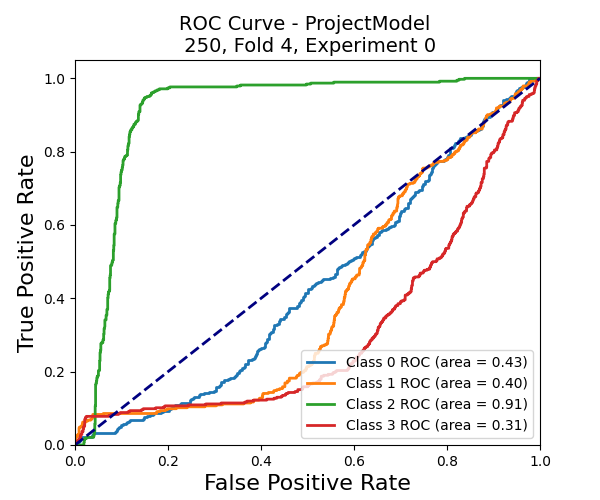 ROC Curve - ProjectModel
250, Fold 4, Experiment 0
True Positive Rate
1.0
0.8
0.6
0.4
0.2
0.0
Class 0 ROC (area = 0.43)
Class 1 ROC (area = 0.40)
Class 2 ROC (area = 0.91)
Class 3 ROC (area = 0.31)
0.0 0.2 0.4 0.6 0.8 1.0
False Positive Rate